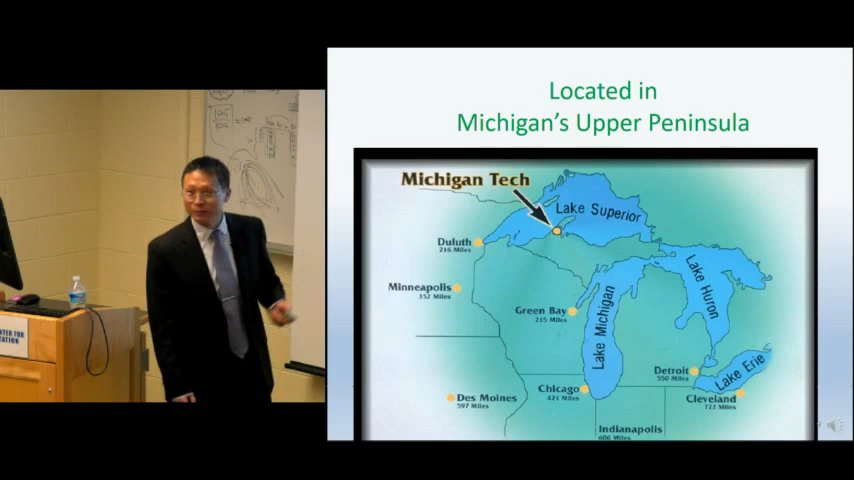 Located in
Michigan's Upper Peninsula
Michigan Tech
Lake Superior
Duluth
216 Miles
Minneapolis
352 Miles
Green Bay
215 Miles
Lake Michigan
Lake Huron
Detroit
550 Miles
Lake Erie
Des Moines
597 Miles
Chicago
421 Miles
Cleveland
722 Miles
Indianapolis
606 Miles